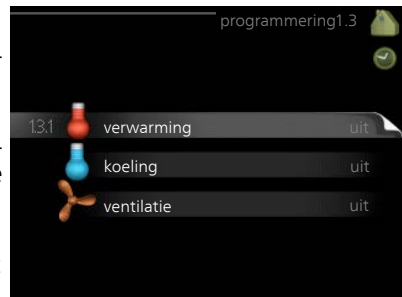 programmering1.3
1.3.1 verwarming uit
koeling uit
ventilatie uit